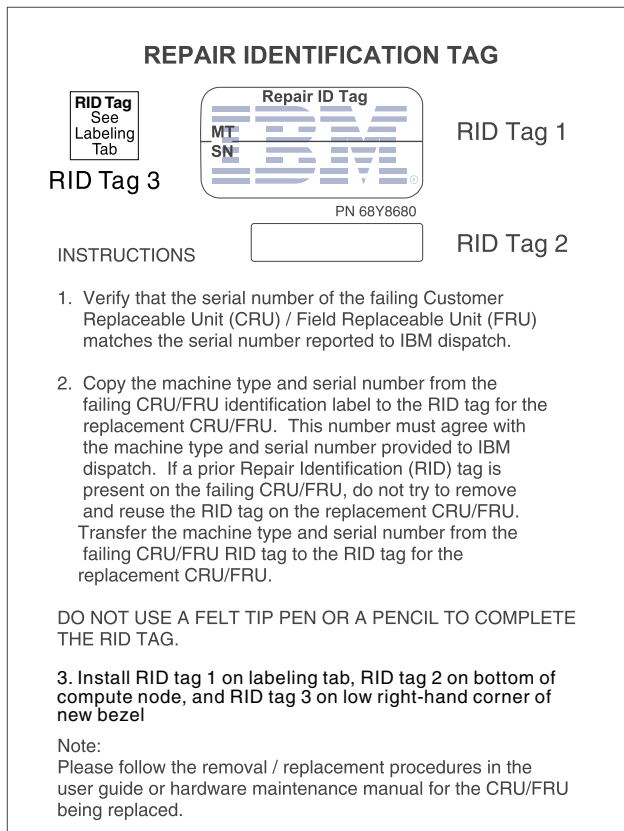 REPAIR IDENTIFICATION TAG
RID Tag
See
Labeling
Tab
RID Tag 3
Repair ID Tag
MT
SN
IBM
®
RID Tag 1
PN 68Y8680
RID Tag 2
INSTRUCTIONS
1. Verify that the serial number of the failing Customer
Replaceable Unit (CRU) / Field Replaceable Unit (FRU)
matches the serial number reported to IBM dispatch.
2. Copy the machine type and serial number from the
failing CRU/FRU identification label to the RID tag for the
replacement CRU/FRU. This number must agree with
the machine type and serial number provided to IBM
dispatch. If a prior Repair Identification (RID) tag is
present on the failing CRU/FRU, do not try to remove
and reuse the RID tag on the replacement CRU/FRU.
Transfer the machine type and serial number from the
failing CRU/FRU RID tag to the RID tag for the
replacement CRU/FRU.
DO NOT USE A FELT TIP PEN OR A PENCIL TO COMPLETE
THE RID TAG.
3. Install RID tag 1 on labeling tab, RID tag 2 on bottom of
compute node, and RID tag 3 on low right-hand corner of
new bezel
Note:
Please follow the removal / replacement procedures in the
user guide or hardware maintenance manual for the CRU/FRU
being replaced.